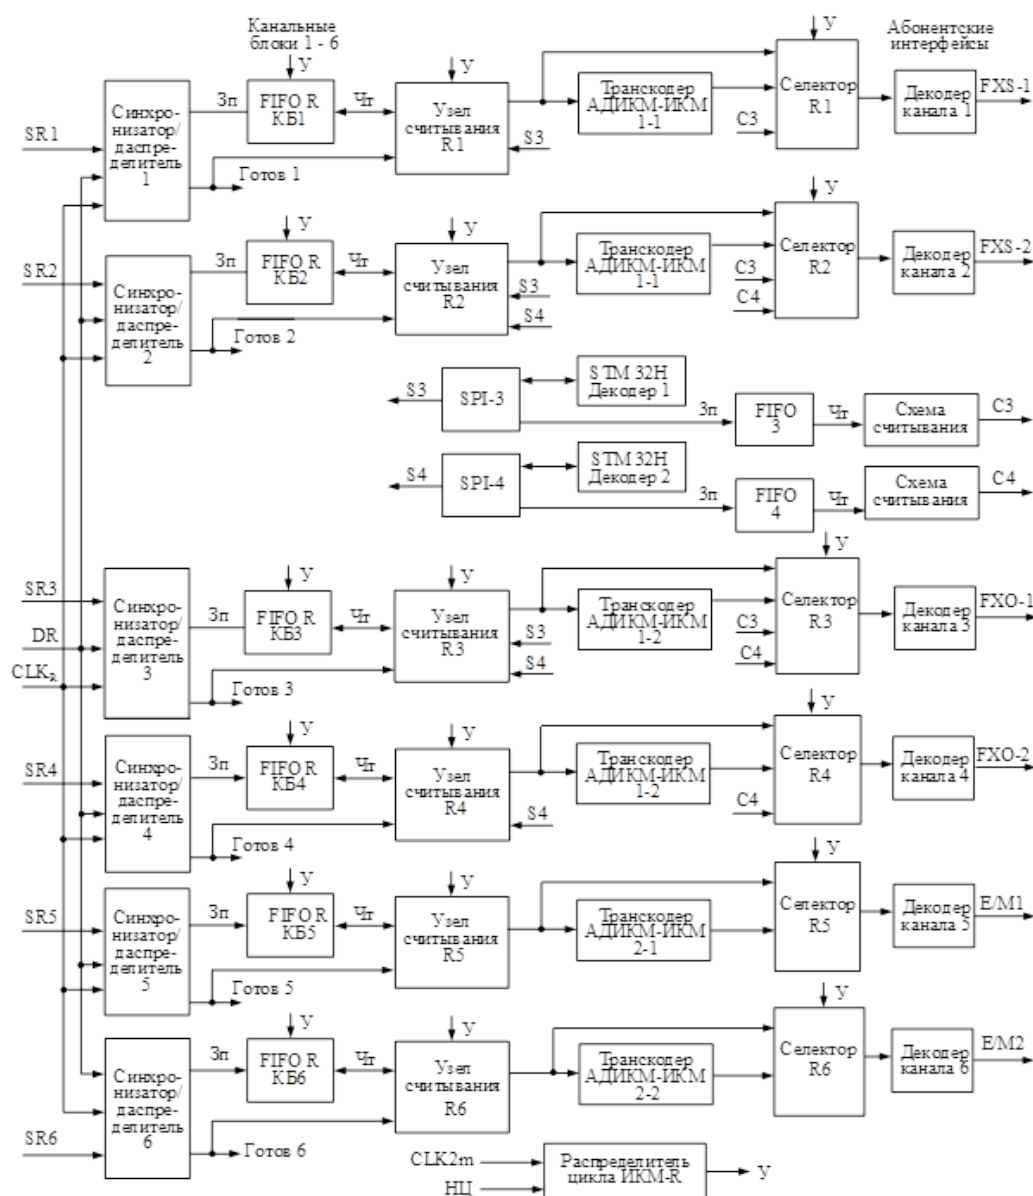 Канальные
блоки 1 - 6
Абонентские
интерфейсы
SR1
Синхро-
низатор/
даспре-
делитель
1
Зп
У
FIFO R
КБ1
Чт
У
Узел
считывания
R1
S3
Готов 1
Транскодер
АДИКМ-ИКМ
1-1
С3
У
Селектор
R1
Декодер
канала 1
FXS-1
SR2
Синхро-
низатор/
даспре-
делитель
2
Зп
У
FIFO R
КБ2
Чт
У
Узел
считывания
R2
S3
S4
Готов 2
Транскодер
АДИКМ-ИКМ
1-1
С3
С4
У
Селектор
R2
Декодер
канала 2
FXS-2
S3
SPI-3
STM 32H
Декодер 1
Зп
FIFO
3
Чт
Схема
считывания
С3
S4
SPI-4
STM 32H
Декодер 2
Зп
FIFO
4
Чт
Схема
считывания
С4
SR3
DR
CLKR
Синхро-
низатор/
даспре-
делитель
3
Зп
У
FIFO R
КБ3
Чт
У
Узел
считывания
R3
S3
S4
Готов 3
Транскодер
АДИКМ-ИКМ
1-2
С3
С4
У
Селектор
R3
Декодер
канала 3
FXO-1
SR4
Синхро-
низатор/
даспре-
делитель
4
Зп
У
FIFO R
КБ4
Чт
У
Узел
считывания
R4
S4
Готов 4
Транскодер
АДИКМ-ИКМ
1-2
С4
У
Селектор
R4
Декодер
канала 4
FXO-2
SR5
Синхро-
низатор/
даспре-
делитель
5
Зп
У
FIFO R
КБ5
Чт
У
Узел
считывания
R5
Готов 5
Транскодер
АДИКМ-ИКМ
2-1
У
Селектор
R5
Декодер
канала 5
E/M1
SR6
Синхро-
низатор/
даспре-
делитель
6
Зп
У
FIFO R
КБ6
Чт
У
Узел
считывания
R6
Готов 6
Транскодер
АДИКМ-ИКМ
2-2
У
Селектор
R6
Декодер
канала 6
E/M2
CLK2m
НЦ
Распределитель
цикла ИКМ-R
У